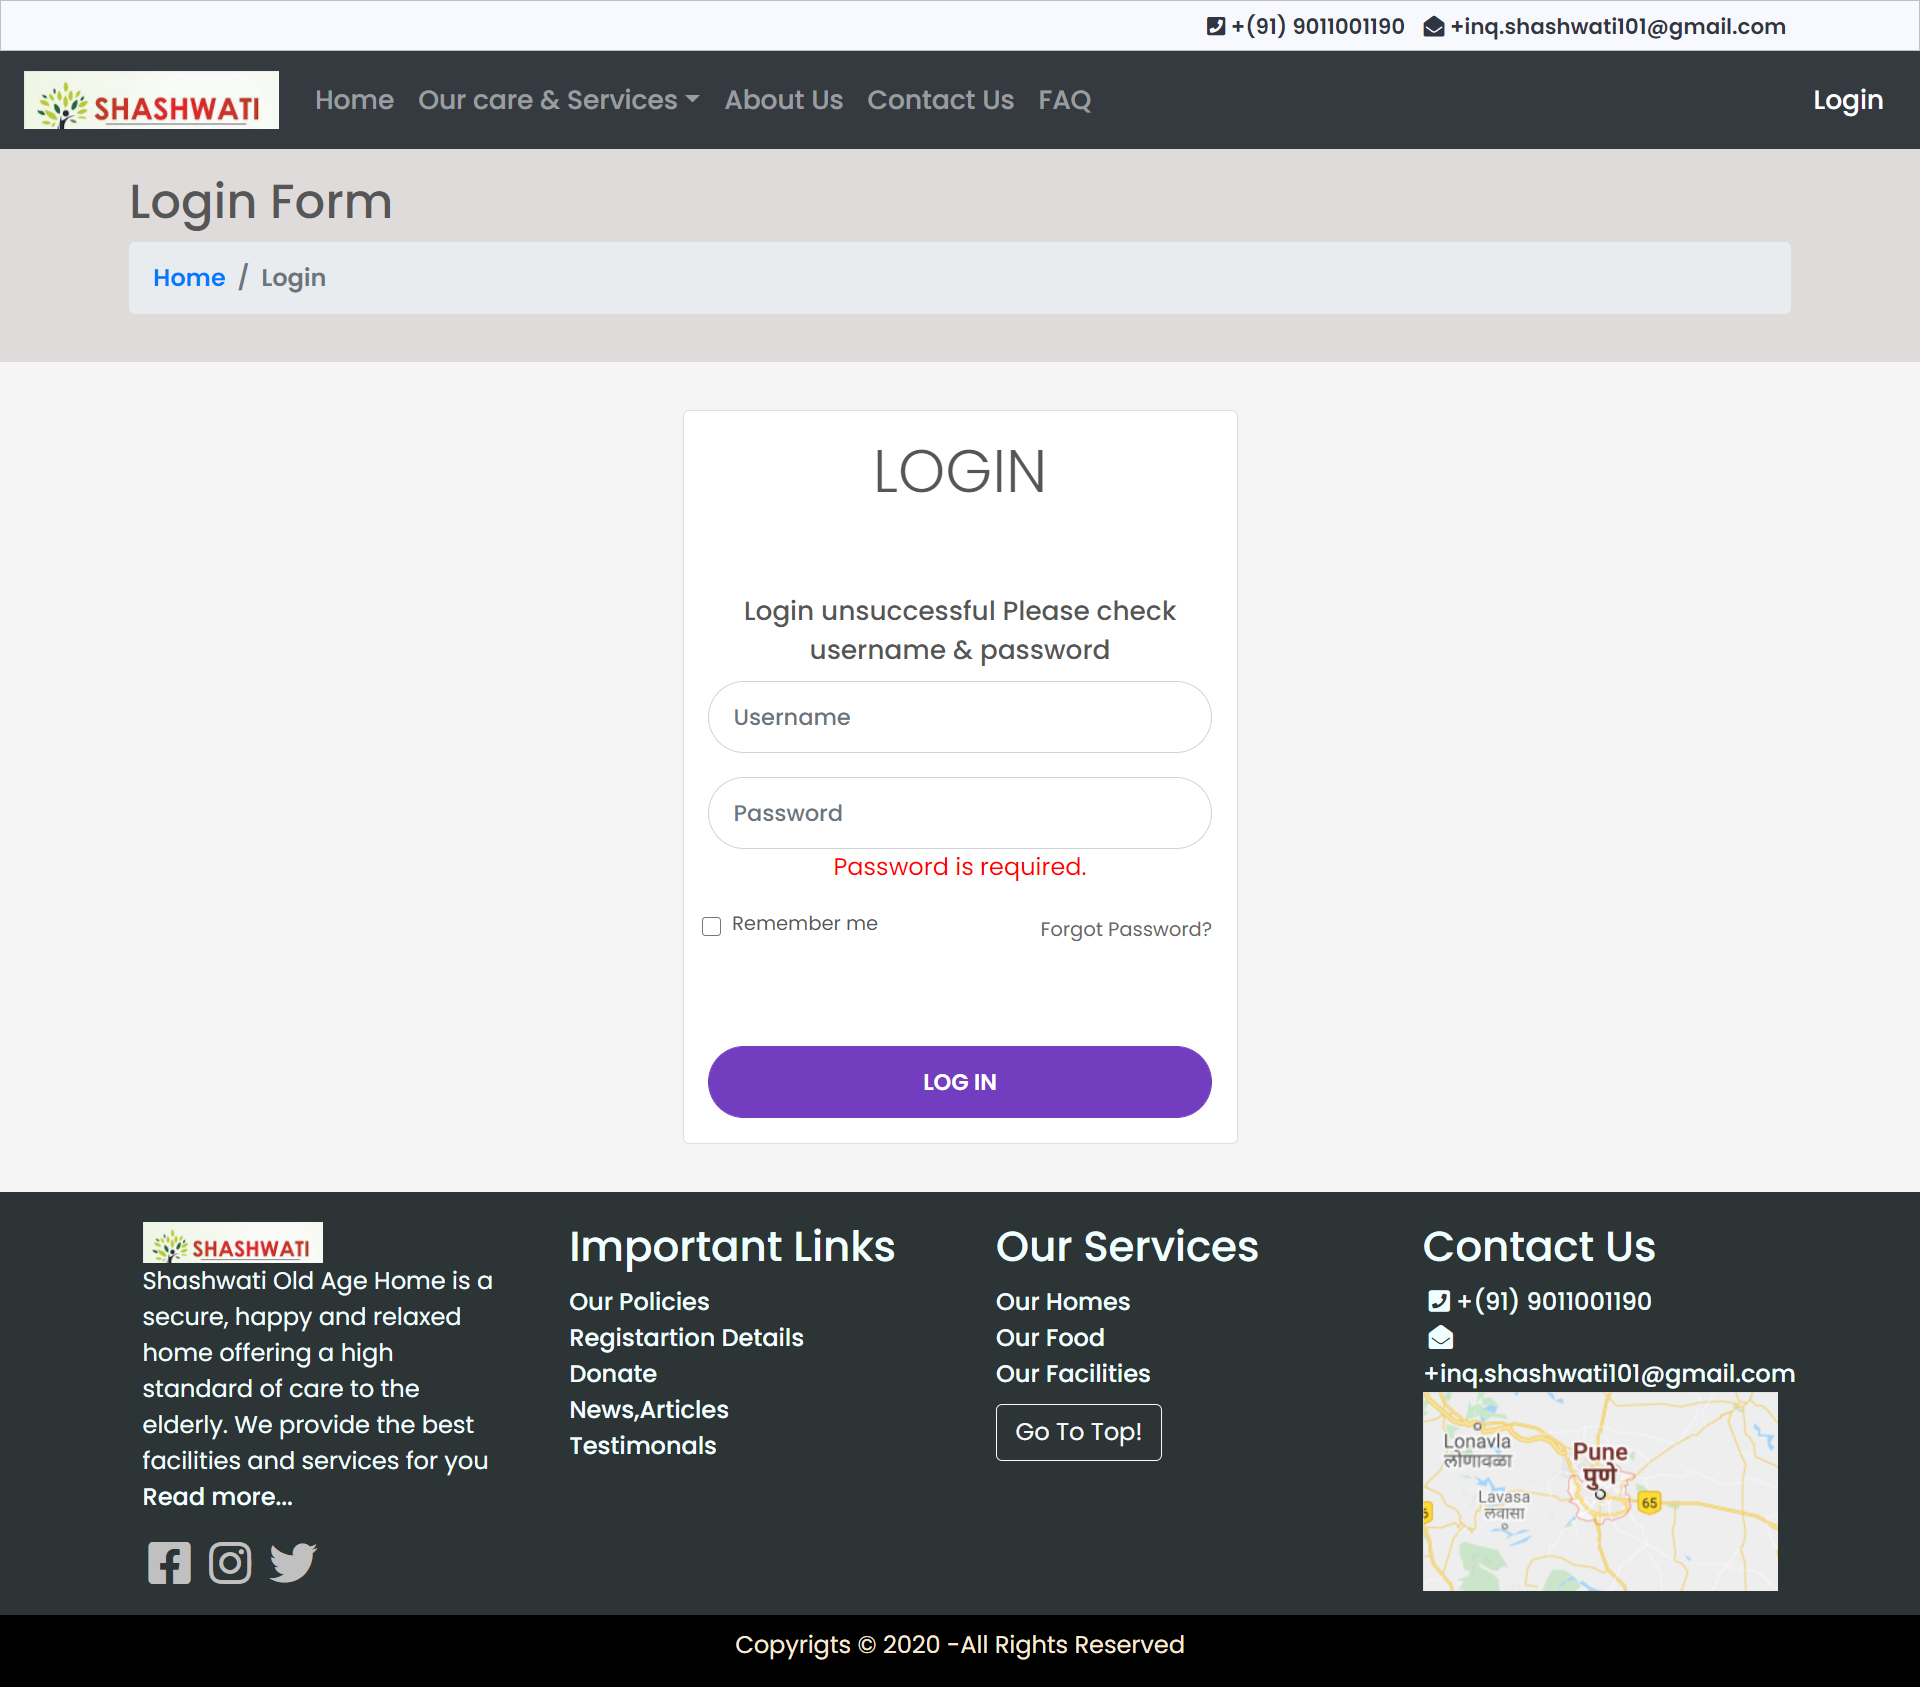 +(91) 9011001190 +inq.shashwati101@gmail.com
SHASHWATI Home Our care & Services About Us Contact Us FAQ Login
Login Form
Home / Login
LOGIN
Login unsuccessful Please check
username & password
Username
Password
Password is required.
Remember me Forgot Password?
LOG IN
SHASHWATI
Shashwati Old Age Home is a
secure, happy and relaxed
home offering a high
standard of care to the
elderly. We provide the best
facilities and services for you
Read more...
Important Links
Our Policies
Registartion Details
Donate
News,Articles
Testimonals
Our Services
Our Homes
Our Food
Our Facilities
Go To Top!
Contact Us
+(91) 9011001190
+inq.shashwati101@gmail.com
Lonavla
लोणावळा
Pune
पुणे
Lavasa
लवासा
65
Copyrigts © 2020 -All Rights Reserved